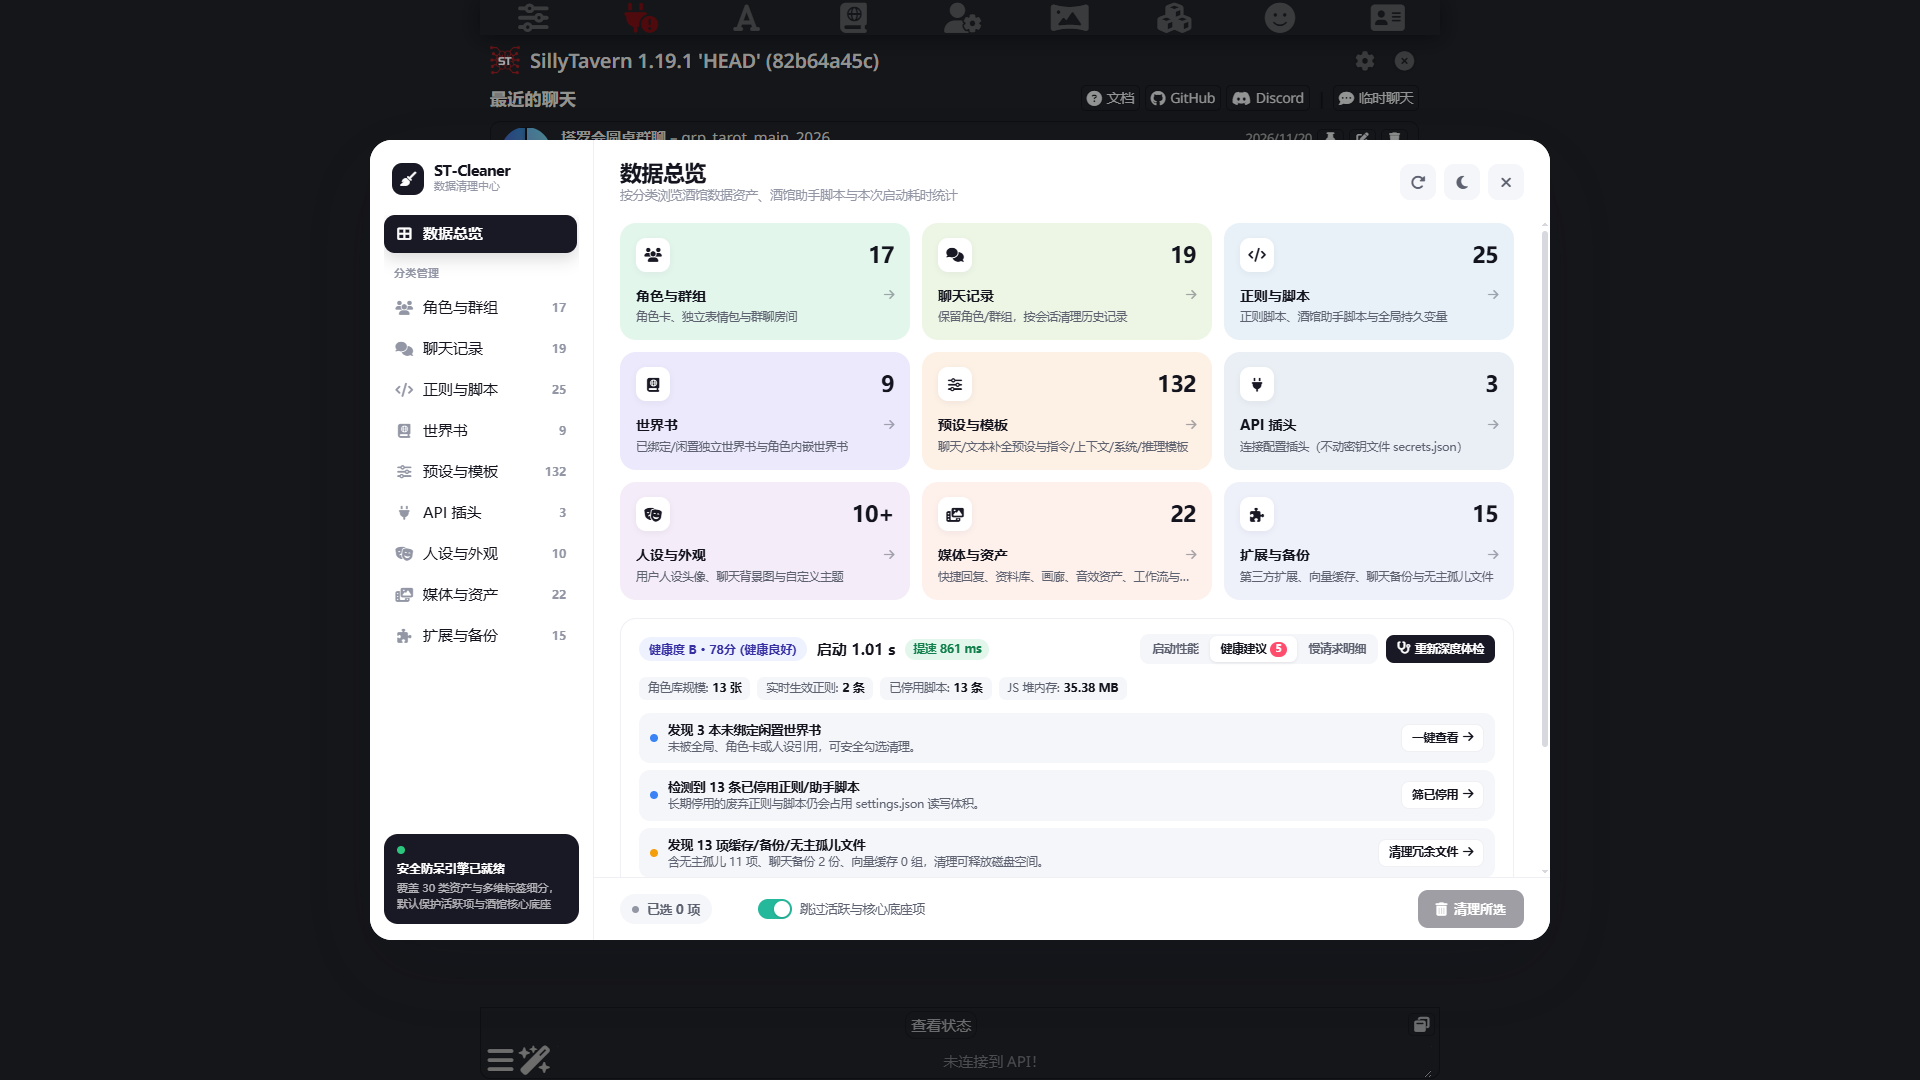 SillyTavern 1.19.1 'HEAD' (82b64a45c)
最近的聊天
文档
GitHub
Discord
临时聊天
塔罗会圆桌群聊 – grp_tarot_main_2026
2026/11/20
ST-Cleaner
数据清理中心
数据总览
分类管理
角色与群组 17
聊天记录 19
正则与脚本 25
世界书 9
预设与模板 132
API 插头 3
人设与外观 10
媒体与资产 22
扩展与备份 15
安全防呆引擎已就绪
覆盖 30 类资产与多维标签细分，
默认保护活跃项与酒馆核心底座
数据总览
按分类浏览酒馆数据资产、酒馆助手脚本与本次启动耗时统计
17
角色与群组
角色卡、独立表情包与群聊房间
19
聊天记录
保留角色/群组，按会话清理历史记录
25
正则与脚本
正则脚本、酒馆助手脚本与全局持久变量
9
世界书
已绑定/闲置独立世界书与角色内嵌世界书
132
预设与模板
聊天/文本补全预设与指令/上下文/系统/推理模板
3
API 插头
连接配置插头（不动密钥文件 secrets.json）
10+
人设与外观
用户人设头像、聊天背景图与自定义主题
22
媒体与资产
快捷回复、资料库、画廊、音效资产、工作流与...
15
扩展与备份
第三方扩展、向量缓存、聊天备份与无主孤儿文件
健康度 B • 78分 (健康良好)
启动 1.01 s
提速 861 ms
启动性能
健康建议 5
慢请求明细
重新深度体检
角色库规模: 13 张
实时生效正则: 2 条
已停用脚本: 13 条
JS 堆内存: 35.38 MB
发现 3 本未绑定闲置世界书
未被全局、角色卡或人设引用，可安全勾选清理。
一键查看
检测到 13 条已停用正则/助手脚本
长期停用的废弃正则与脚本仍会占用 settings.json 读写体积。
筛已停用
发现 13 项缓存/备份/无主孤儿文件
含无主孤儿 11 项、聊天备份 2 份、向量缓存 0 组，清理可释放磁盘空间。
清理冗余文件
已选 0 项
跳过活跃与核心底座项
清理所选
查看状态
未连接到 API！